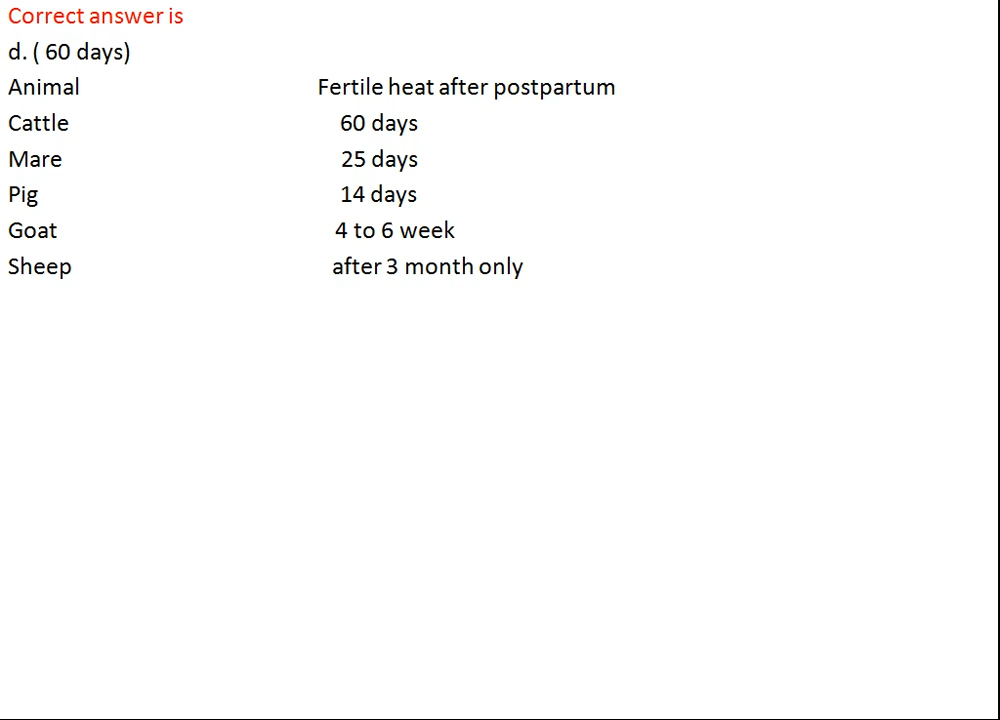 Correct answer is
d. ( 60 days)
Animal Fertile heat after postpartum
Cattle 60 days
Mare 25 days
Pig 14 days
Goat 4 to 6 week
Sheep after 3 month only